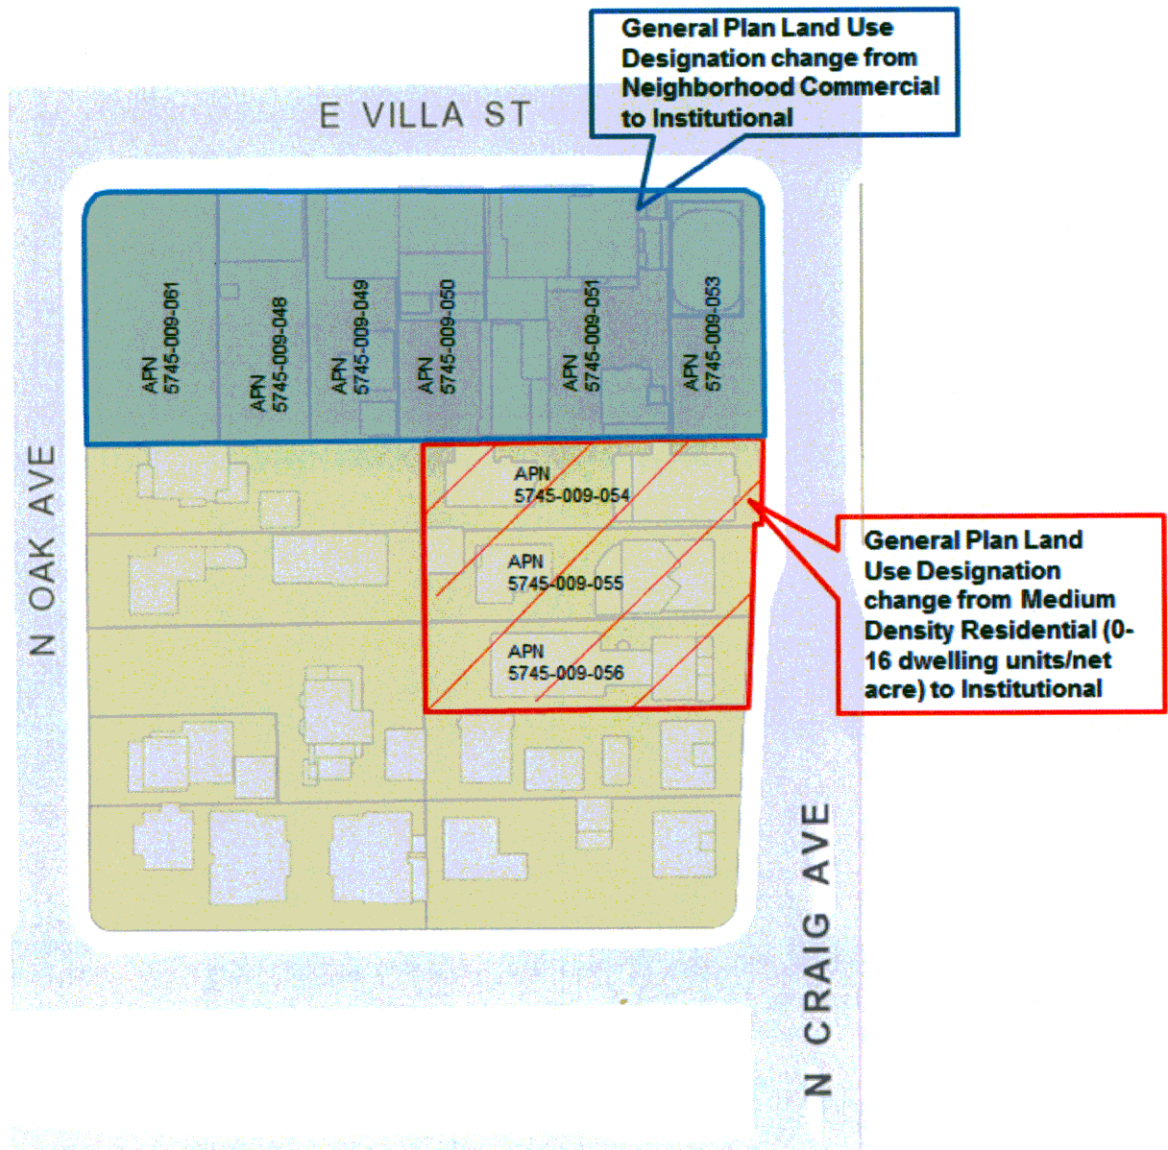 General Plan Land Use
Designation change from
Neighborhood Commercial
to Institutional
E VILLA ST
APN
5745-009-061
APN
5745-009-048
APN
5745-009-049
APN
5745-009-050
APN
5745-009-051
APN
5745-009-053
N OAK AVE
APN
5745-009-054
APN
5745-009-055
APN
5745-009-056
General Plan Land
Use Designation
change from Medium
Density Residential (0-
16 dwelling units/net
acre) to Institutional
N CRAIG AVE